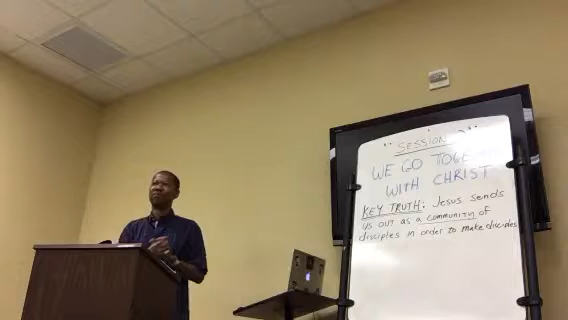 " SESSION 2"
WE GO TOGE
WITH CHRIST
KEY TRUTH: Jesus sends
us out as a community of
disciples in order to make disciples